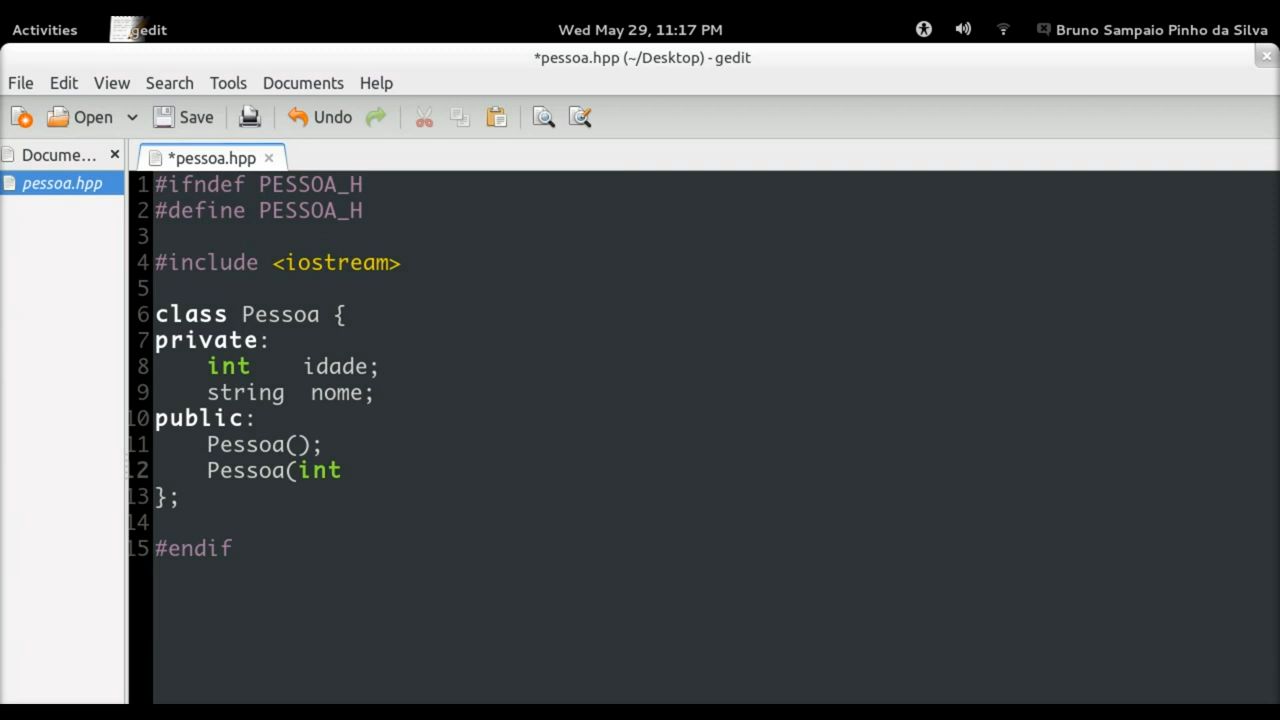 Activities gedit Wed May 29, 11:17 PM Bruno Sampaio Pinho da Silva
*pessoa.hpp (~/Desktop) - gedit
File Edit View Search Tools Documents Help
Open Save Undo
Docume... *pessoa.hpp
pessoa.hpp
1 #ifndef PESSOA_H
2 #define PESSOA_H
3
4 #include <iostream>
5
6 class Pessoa {
7 private:
8     int    idade;
9     string  nome;
10 public:
11     Pessoa();
12     Pessoa(int
13 };
14
15 #endif